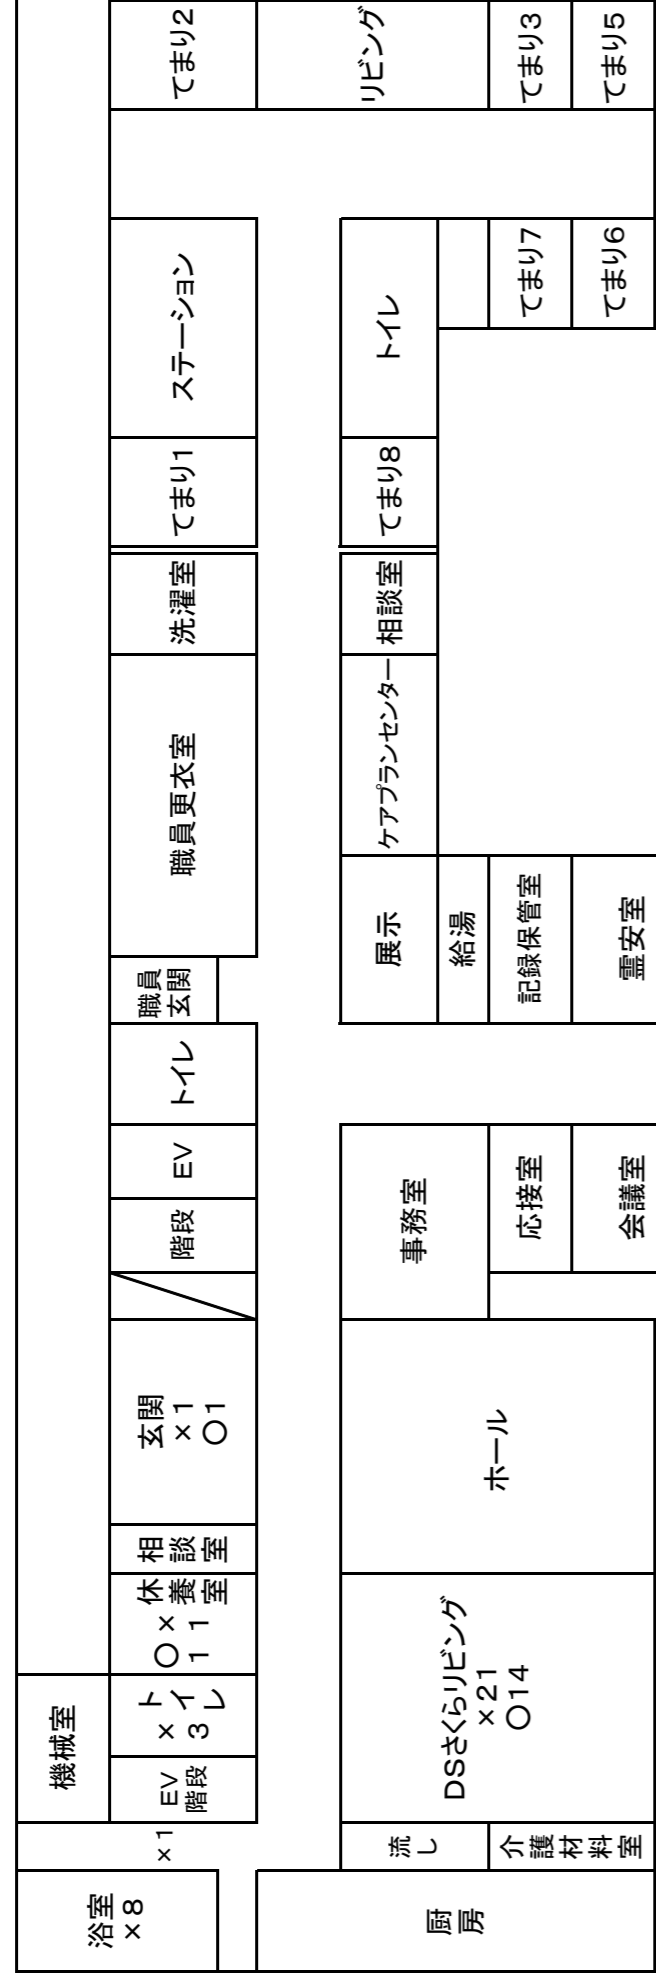 浴室
×8
機械室
×1
EV
階段
トイレ
×3
休養室
×1
○1
相談室
玄関
×1
○1
階段
EV
トイレ
職員
玄関
職員更衣室
洗濯室
てまり1
ステーション
てまり2
厨房
流し
介護材料室
DSさくらリビング
×21
○14
ホール
事務室
応接室
会議室
展示
給湯
記録保管室
霊安室
ケアプランセンター
相談室
てまり8
トイレ
てまり7
てまり6
リビング
てまり3
てまり5